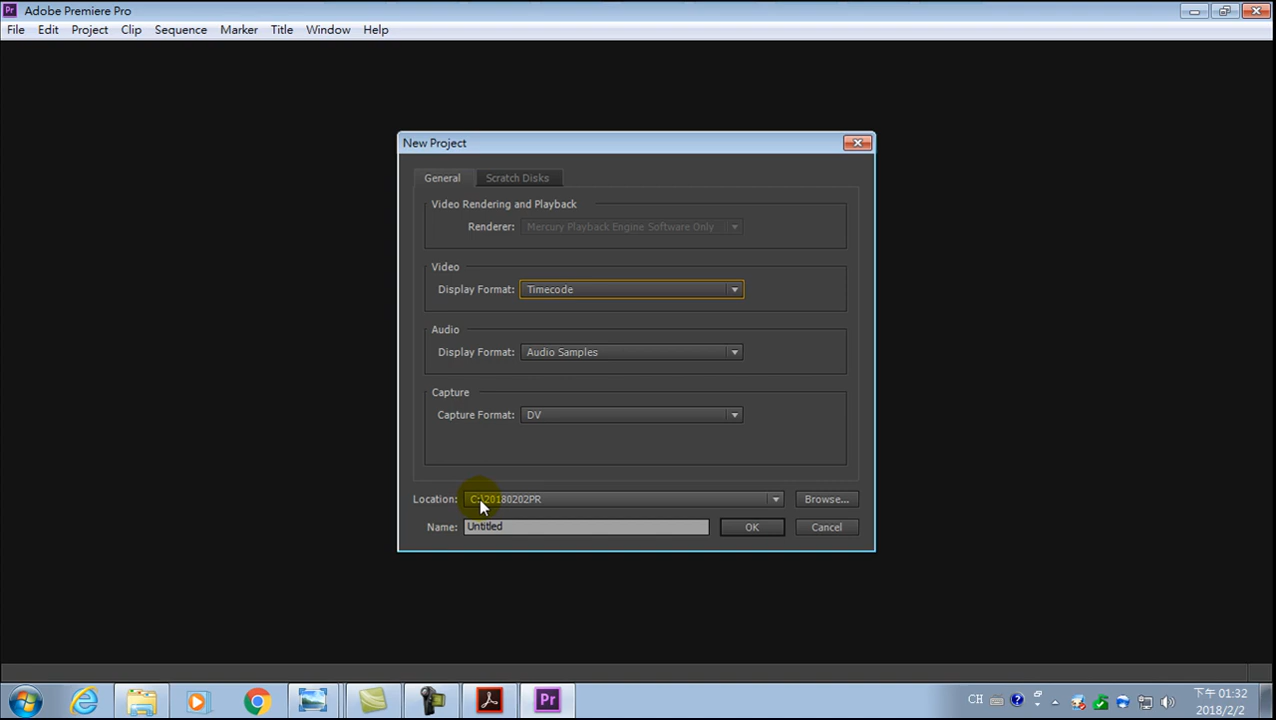 Pr Adobe Premiere Pro
File Edit Project Clip Sequence Marker Title Window Help
New Project
General Scratch Disks
Video Rendering and Playback
Renderer: Mercury Playback Engine Software Only
Video
Display Format: Timecode
Audio
Display Format: Audio Samples
Capture
Capture Format: DV
Location: C:\20180202PR Browse...
Name: Untitled OK Cancel
Pr
CH 下午 01:32
2018/2/2